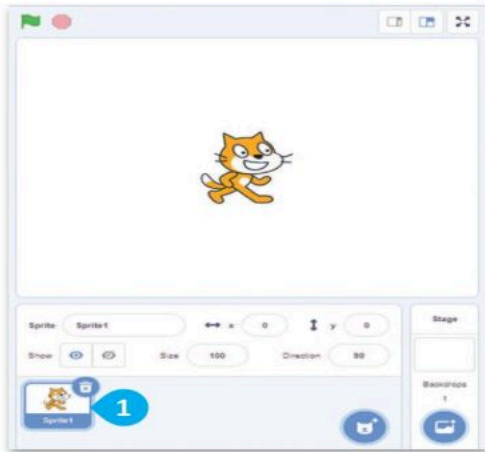 Sprite Sprite1 x 0 y 0
Stage
Show Size 100 Direction 90
Backdrops
1
Sprite1
1